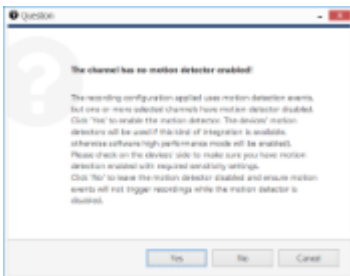 Question
The channel has no motion detector enabled!
The recording configuration applied uses motion detection events,
but one or more selected channels have motion detector disabled.
Click 'Yes' to enable the motion detector. The devices' motion
detectors will be used if this kind of integration is available,
otherwise software high performance mode will be enabled.
Please check on the devices side to make sure you have motion
detection enabled with required sensitivity settings.
Click 'No' to leave the motion detector disabled and ensure motion
events will not trigger recordings while the motion detector is
disabled.
Yes
No
Cancel